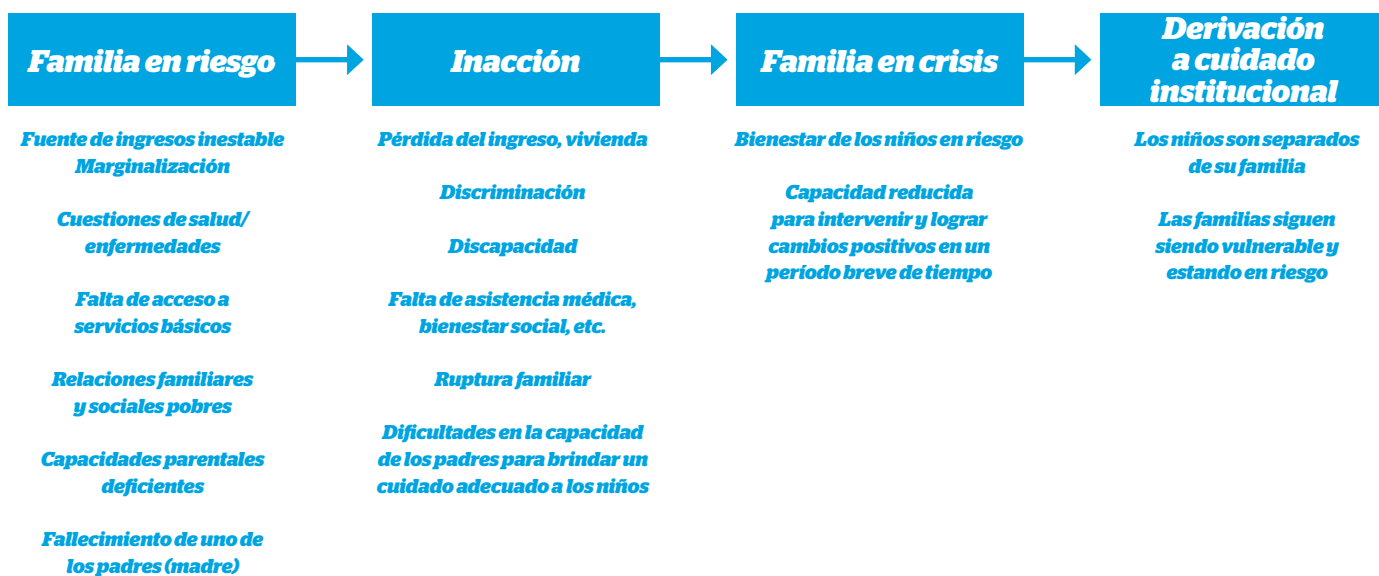 Familia en riesgo
Fuente de ingresos inestable
Marginalización
Cuestiones de salud/
enfermedades
Falta de acceso a
servicios básicos
Relaciones familiares
y sociales pobres
Capacidades parentales
deficientes
Fallecimiento de uno de
los padres (madre)
Inacción
Pérdida del ingreso, vivienda
Discriminación
Discapacidad
Falta de asistencia médica,
bienestar social, etc.
Ruptura familiar
Dificultades en la capacidad
de los padres para brindar un
cuidado adecuado a los niños
Familia en crisis
Bienestar de los niños en riesgo
Capacidad reducida
para intervenir y lograr
cambios positivos en un
período breve de tiempo
Derivación
a cuidado
institucional
Los niños son separados
de su familia
Las familias siguen
siendo vulnerable y
estando en riesgo